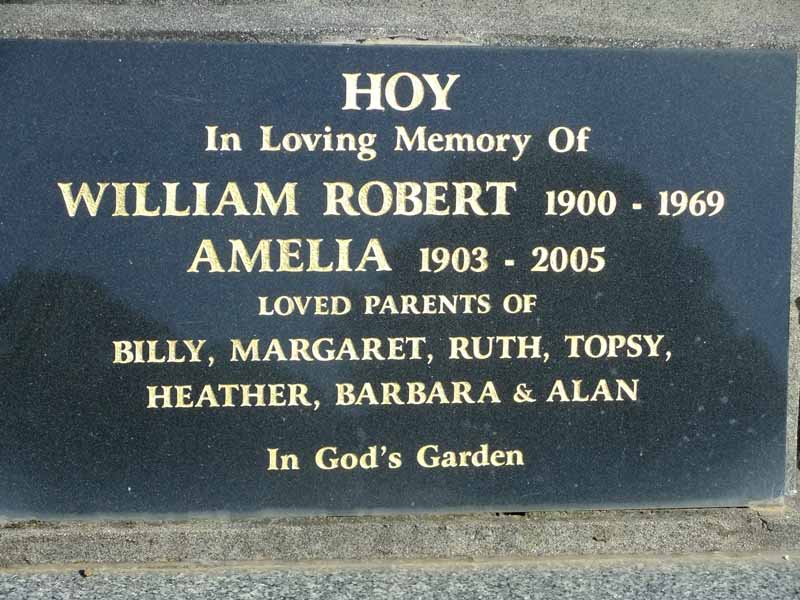 HOY
In Loving Memory Of
WILLIAM ROBERT 1900 - 1969
AMELIA 1903 - 2005
LOVED PARENTS OF
BILLY, MARGARET, RUTH, TOPSY,
HEATHER, BARBARA & ALAN
In God's Garden